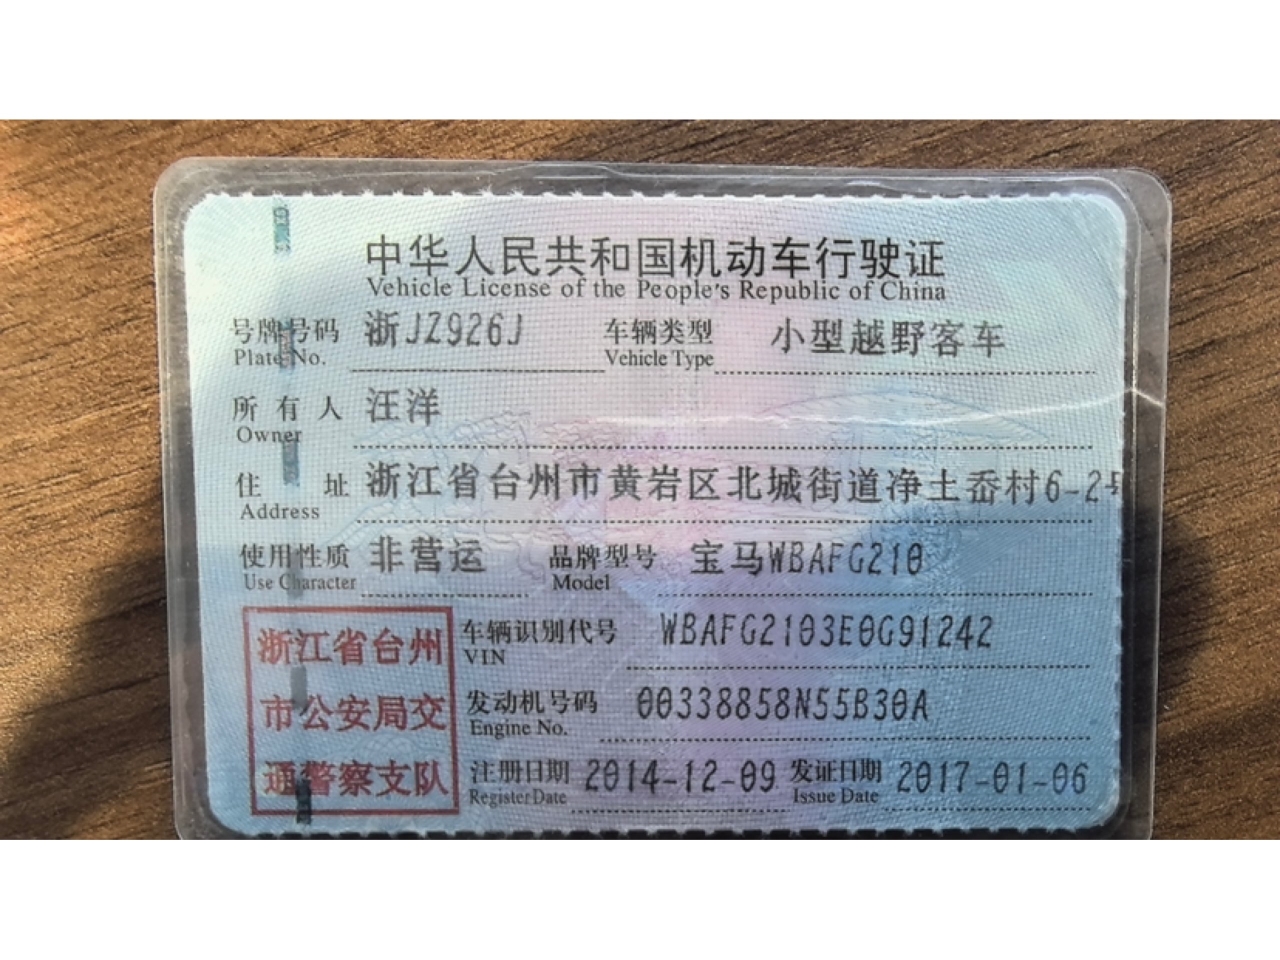 中华人民共和国机动车行驶证
Vehicle License of the People's Republic of China
号牌号码 浙JZ926J 车辆类型 小型越野客车
Plate No. Vehicle Type
所有人 汪洋
Owner
住址 浙江省台州市黄岩区北城街道净土岙村6-2号
Address
使用性质 非营运 品牌型号 宝马WBAFG210
Use Character Model
浙江省台州 车辆识别代号 WBAFG2103E0G91242
VIN
市公安局交 发动机号码 00338858N55B30A
Engine No.
通警察支队 注册日期 2014-12-09 发证日期 2017-01-06
Register Date Issue Date